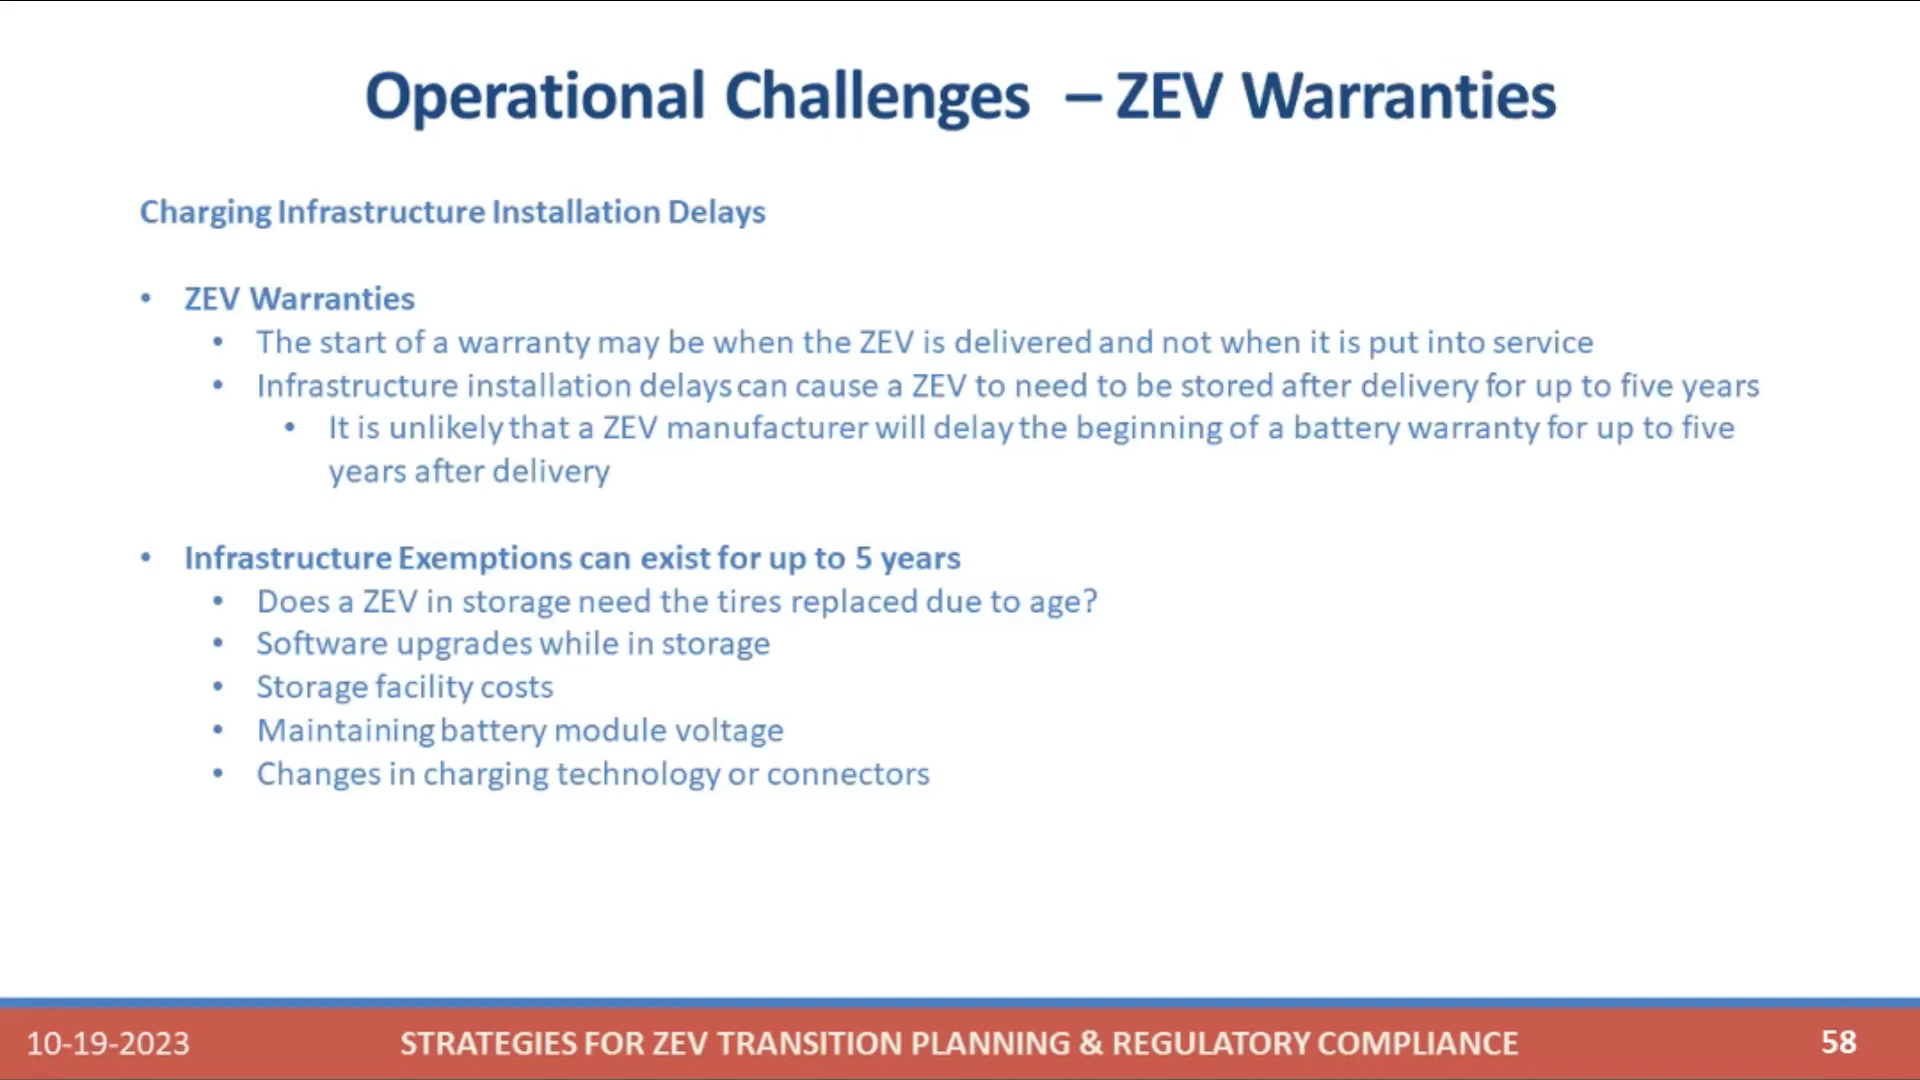 Operational Challenges – ZEV Warranties
Charging Infrastructure Installation Delays
• ZEV Warranties
• The start of a warranty may be when the ZEV is delivered and not when it is put into service
• Infrastructure installation delays can cause a ZEV to need to be stored after delivery for up to five years
• It is unlikely that a ZEV manufacturer will delay the beginning of a battery warranty for up to five
years after delivery
• Infrastructure Exemptions can exist for up to 5 years
• Does a ZEV in storage need the tires replaced due to age?
• Software upgrades while in storage
• Storage facility costs
• Maintaining battery module voltage
• Changes in charging technology or connectors
10-19-2023 STRATEGIES FOR ZEV TRANSITION PLANNING & REGULATORY COMPLIANCE 58